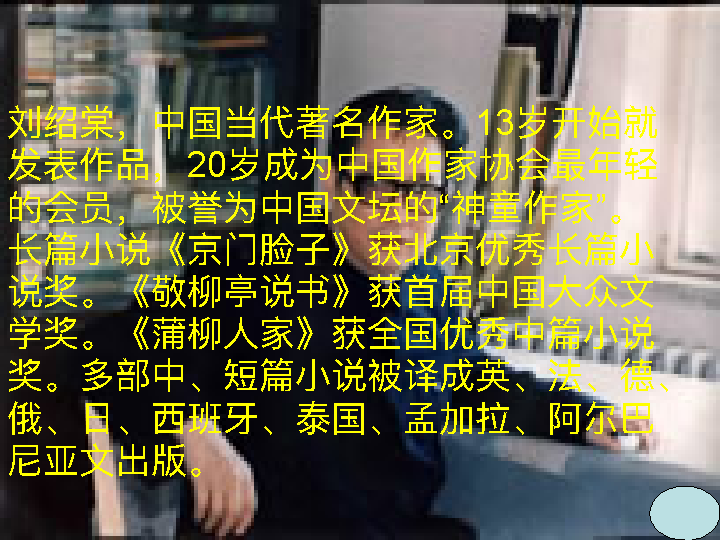 刘绍棠，中国当代著名作家。13岁开始就
发表作品，20岁成为中国作家协会最年轻
的会员，被誉为中国文坛的“神童作家”。
长篇小说《京门脸子》获北京优秀长篇小
说奖。《敬柳亭说书》获首届中国大众文
学奖。《蒲柳人家》获全国优秀中篇小说
奖。多部中、短篇小说被译成英、法、德、
俄、日、西班牙、泰国、孟加拉、阿尔巴
尼亚文出版。